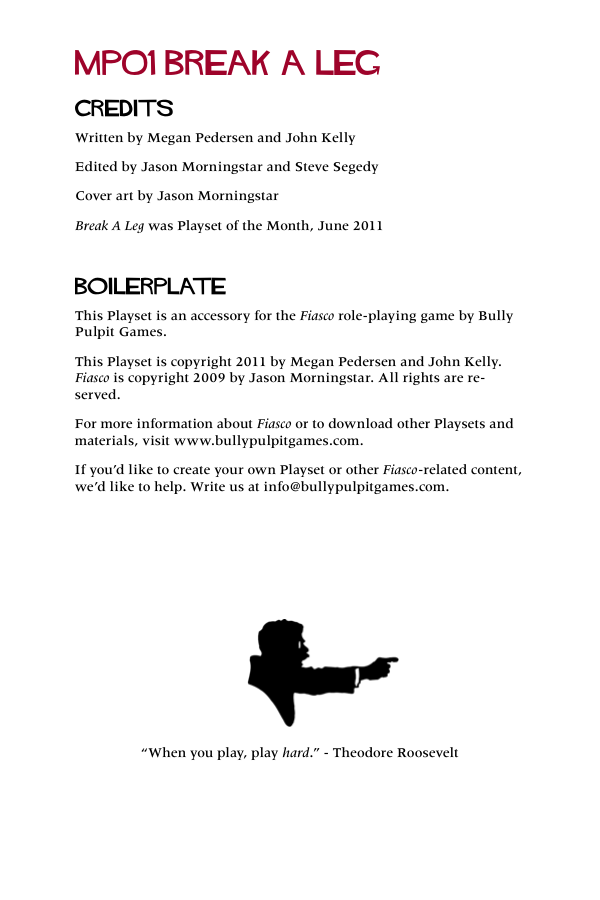 MP01 BREAK A LEG
CREDITS
Written by Megan Pedersen and John Kelly
Edited by Jason Morningstar and Steve Segedy
Cover art by Jason Morningstar
Break A Leg was Playset of the Month, June 2011
BOILERPLATE
This Playset is an accessory for the Fiasco role-playing game by Bully
Pulpit Games.
This Playset is copyright 2011 by Megan Pedersen and John Kelly.
Fiasco is copyright 2009 by Jason Morningstar. All rights are re-
served.
For more information about Fiasco or to download other Playsets and
materials, visit www.bullypulpitgames.com.
If you’d like to create your own Playset or other Fiasco-related content,
we’d like to help. Write us at info@bullypulpitgames.com.
“When you play, play hard.” - Theodore Roosevelt